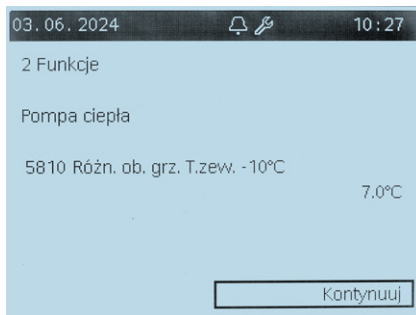 03.06.2024 10:27
2 Funkcje
Pompa ciepła
5810 Różn. ob. grz. T.zew. -10°C
7.0°C
Kontynuuj